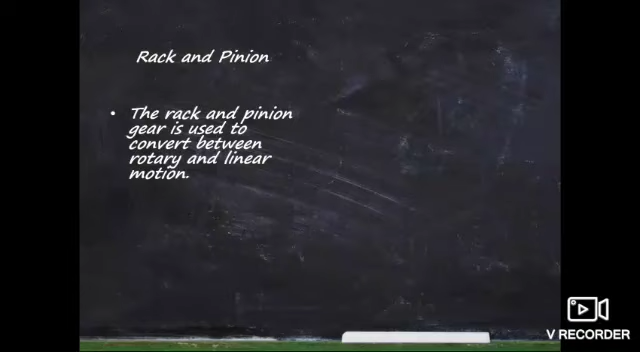 Rack and Pinion
• The rack and pinion
gear is used to
convert between
rotary and linear
motion.
V RECORDER